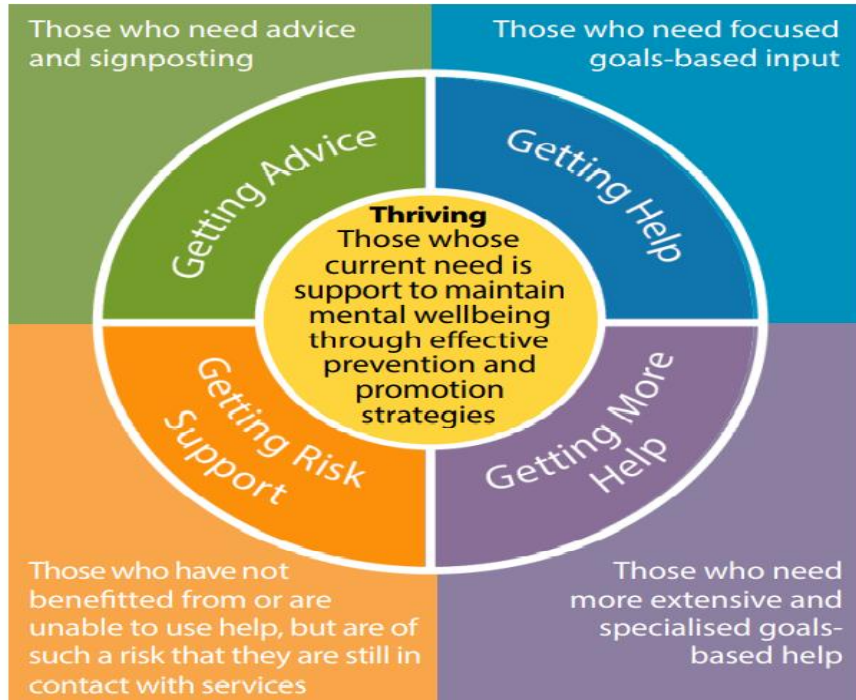 Those who need advice
and signposting
Those who need focused
goals-based input
Getting Advice
Getting Help
Thriving
Those whose
current need is
support to maintain
mental wellbeing
through effective
prevention and
promotion
strategies
Getting Risk
Support
Getting More
Help
Those who have not
benefitted from or are
unable to use help, but are of
such a risk that they are still in
contact with services
Those who need
more extensive and
specialised goals-
based help